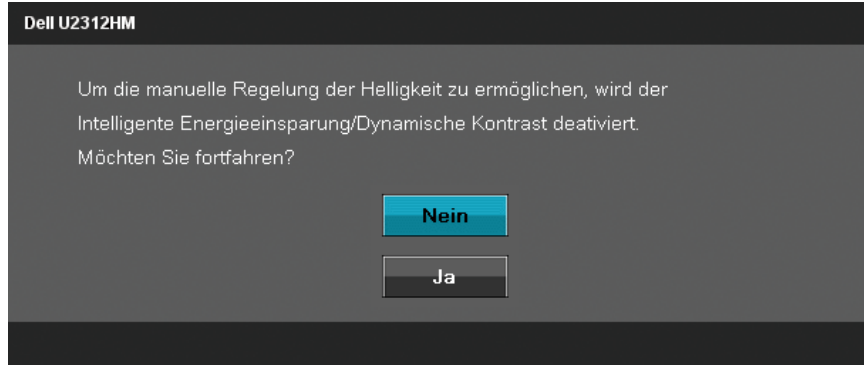 Dell U2312HM
Um die manuelle Regelung der Helligkeit zu ermöglichen, wird der
Intelligente Energieeinsparung/Dynamische Kontrast deativiert.
Möchten Sie fortfahren?
Nein
Ja